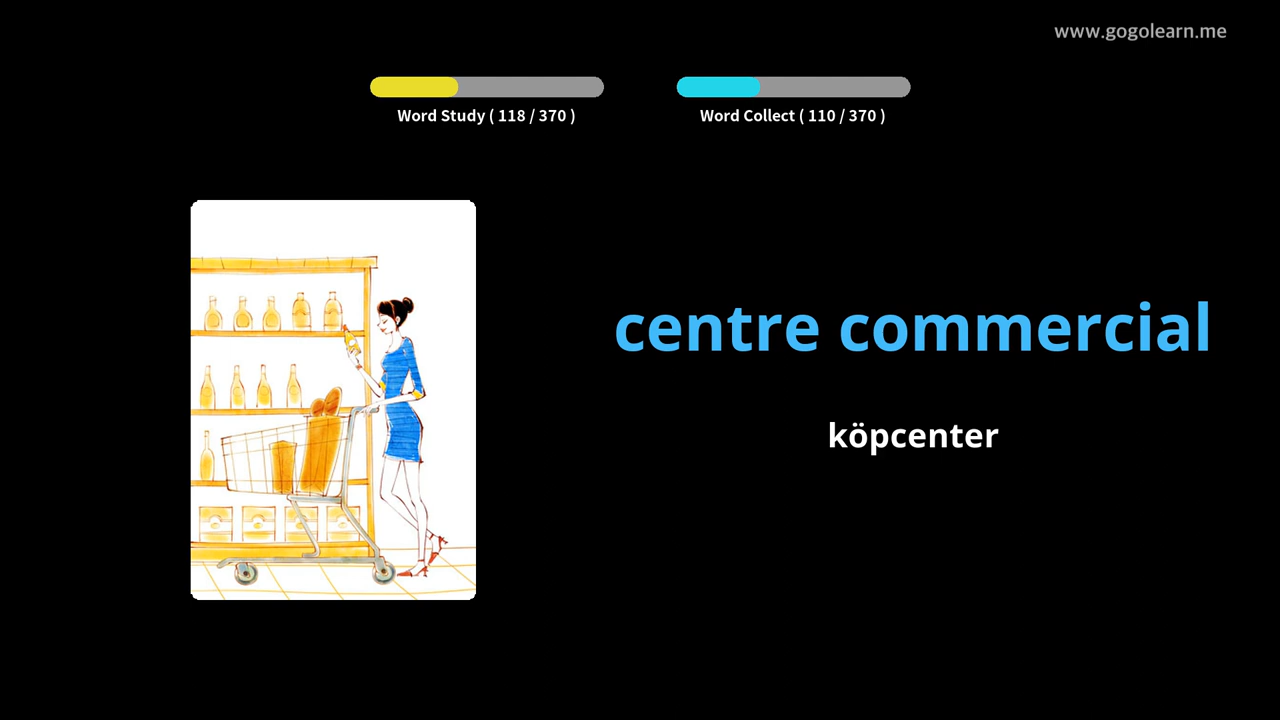 www.gogolearn.me
Word Study ( 118 / 370 )
Word Collect ( 110 / 370 )
centre commercial
köpcenter